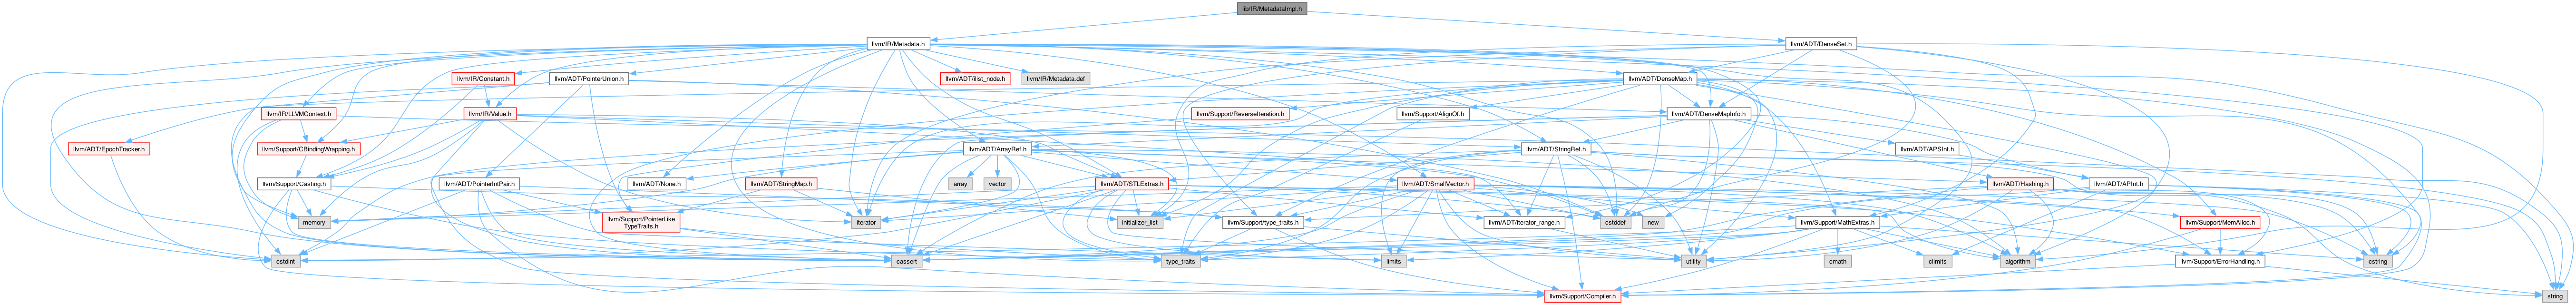 lib/IR/MetadataImpl.h
llvm/IR/Metadata.h
llvm/ADT/DenseSet.h
llvm/IR/Constant.h
llvm/ADT/PointerUnion.h
llvm/ADT/ilist_node.h
llvm/IR/Metadata.def
llvm/ADT/DenseMap.h
llvm/IR/LLVMContext.h
llvm/IR/Value.h
llvm/Support/ReverseIteration.h
llvm/Support/AlignOf.h
llvm/ADT/DenseMapInfo.h
llvm/ADT/EpochTracker.h
llvm/Support/CBindingWrapping.h
llvm/ADT/ArrayRef.h
llvm/ADT/StringRef.h
llvm/ADT/APSInt.h
llvm/Support/Casting.h
llvm/ADT/PointerIntPair.h
llvm/ADT/None.h
llvm/ADT/StringMap.h
array
vector
llvm/ADT/STLExtras.h
llvm/ADT/SmallVector.h
llvm/ADT/Hashing.h
llvm/ADT/APInt.h
memory
llvm/Support/PointerLike
TypeTraits.h
iterator
initializer_list
llvm/Support/type_traits.h
llvm/ADT/iterator_range.h
cstddef
new
llvm/Support/MathExtras.h
llvm/Support/MemAlloc.h
cstdint
cassert
type_traits
limits
utility
cmath
climits
algorithm
llvm/Support/ErrorHandling.h
cstring
llvm/Support/Compiler.h
string